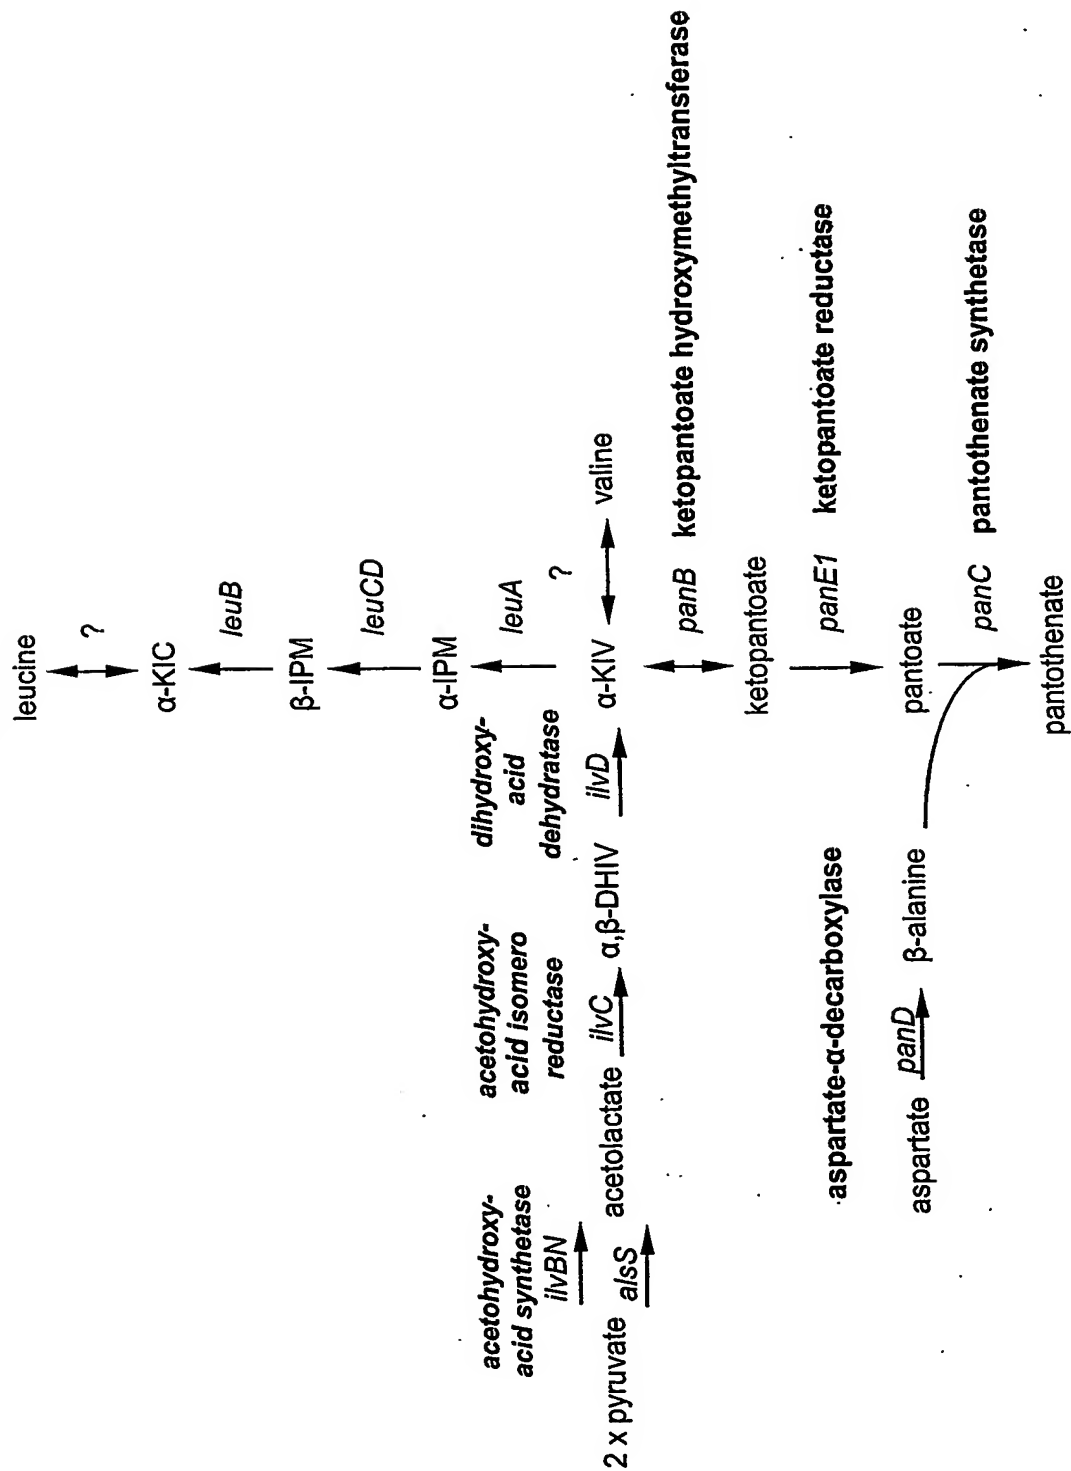 leucine
?
α-KIC
leuB
β-IPM
leuCD
α-IPM
leuA
acetohydroxy-
acid synthetase
ilvBN
acetohydroxy-
acid isomero
reductase
dihydroxy-
acid
dehydratase
?
2 x pyruvate alsS acetolactate ilvC α,β-DHIV ilvD α-KIV valine
panB ketopantoate hydroxymethyltransferase
ketopantoate
panE1 ketopantoate reductase
aspartate-α-decarboxylase
aspartate panD β-alanine pantoate
panC pantothenate synthetase
pantothenate